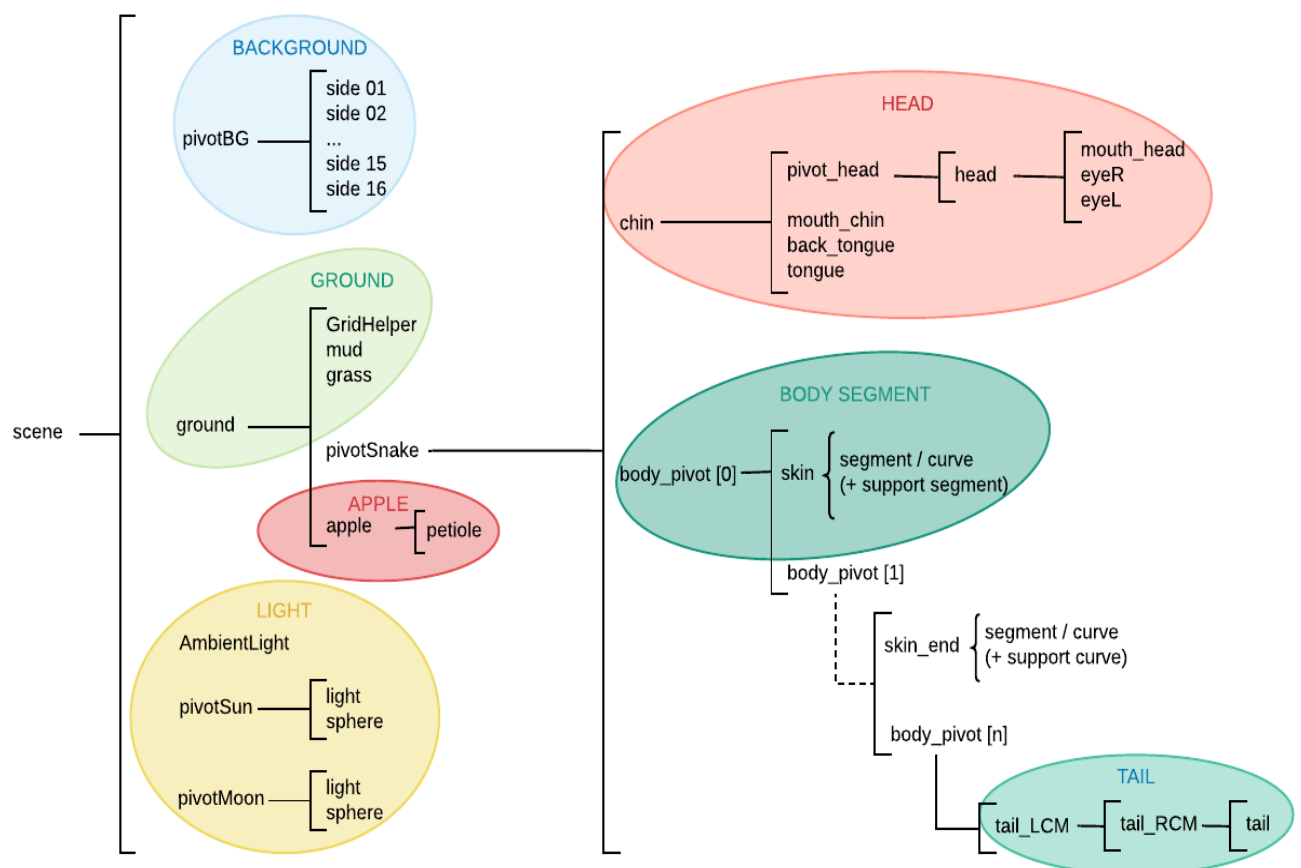 BACKGROUND
pivotBG
side 01
side 02
...
side 15
side 16
GROUND
GridHelper
mud
grass
ground
pivotSnake
APPLE
apple
petiole
scene
LIGHT
AmbientLight
pivotSun
light
sphere
pivotMoon
light
sphere
HEAD
chin
pivot_head
head
mouth_head
eyeR
eyeL
mouth_chin
back_tongue
tongue
BODY SEGMENT
body_pivot [0]
skin
segment / curve
(+ support segment)
body_pivot [1]
skin_end
segment / curve
(+ support curve)
body_pivot [n]
TAIL
tail_LCM
tail_RCM
tail